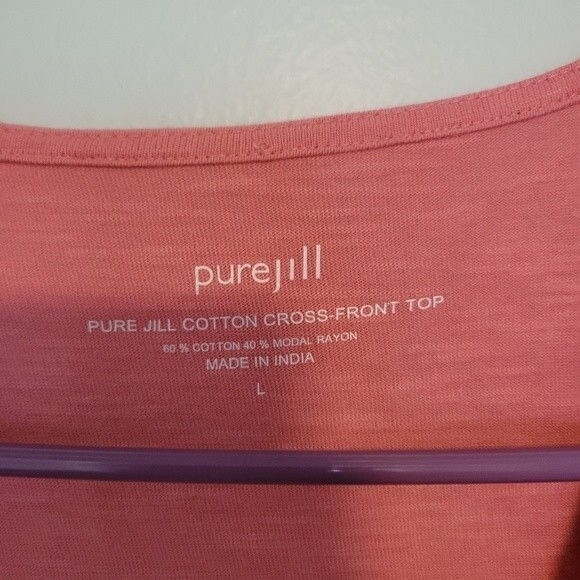 purejill
PURE JILL COTTON CROSS-FRONT TOP
60 % COTTON 40 % MODAL RAYON
MADE IN INDIA
L